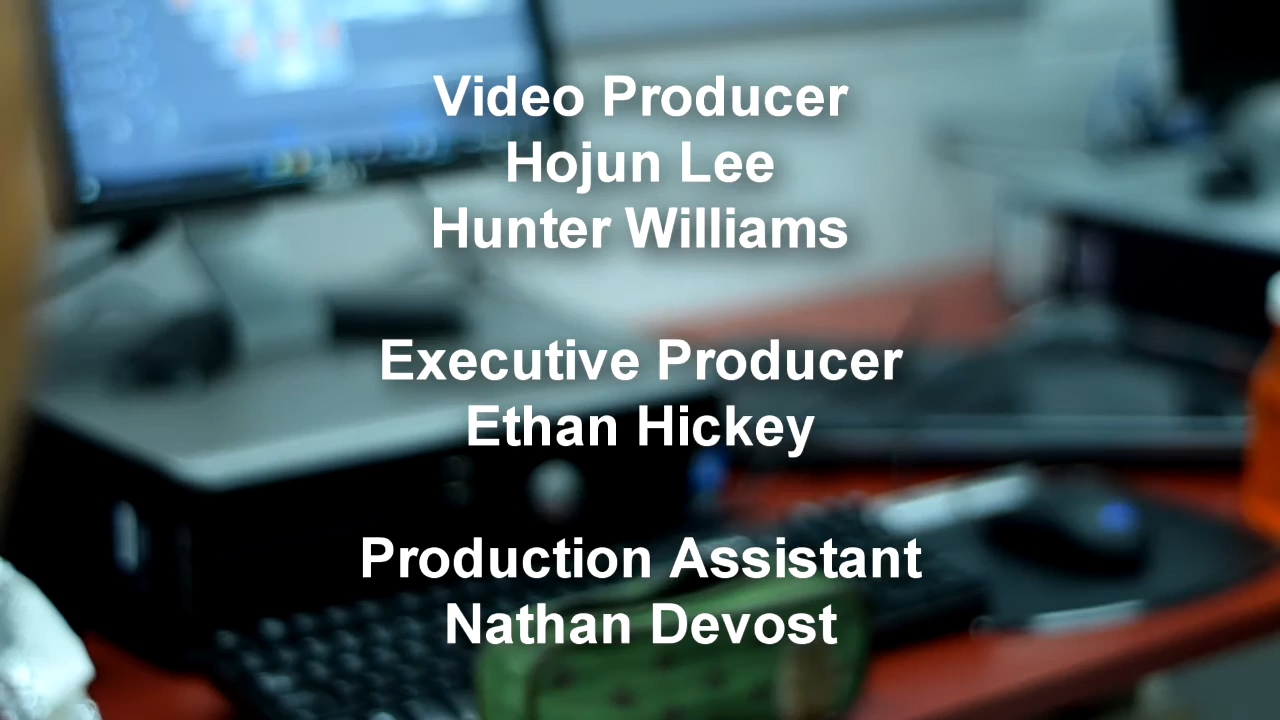 Video Producer
Hojun Lee
Hunter Williams
Executive Producer
Ethan Hickey
Production Assistant
Nathan Devost